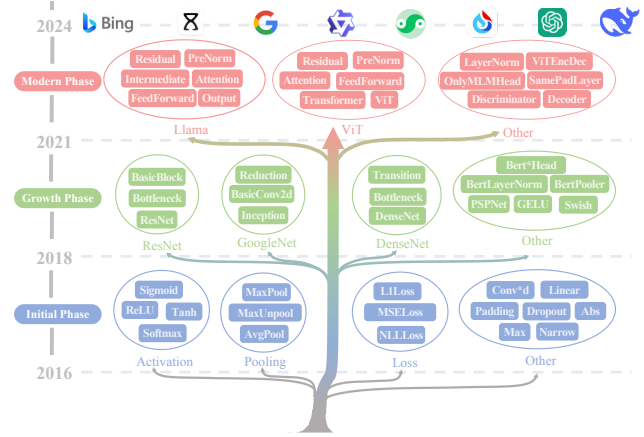 2024
Bing
Modern Phase
Residual PreNorm
Intermediate Attention
FeedForward Output
Llama
Residual PreNorm
Attention FeedForward
Transformer ViT
ViT
LayerNorm ViTEncDec
OnlyMLMHead SamePadLayer
Discriminator Decoder
Other
2021
Growth Phase
BasicBlock
Bottleneck
ResNet
ResNet
Reduction
BasicConv2d
Inception
GoogleNet
Transition
Bottleneck
DenseNet
DenseNet
Bert*Head
BertLayerNorm BertPooler
PSPNet GELU Swish
Other
2018
Initial Phase
Sigmoid
ReLU Tanh
Softmax
Activation
MaxPool
MaxUnpool
AvgPool
Pooling
L1Loss
MSELoss
NLLLoss
Loss
Conv*d Linear
Padding Dropout Abs
Max Narrow
Other
2016